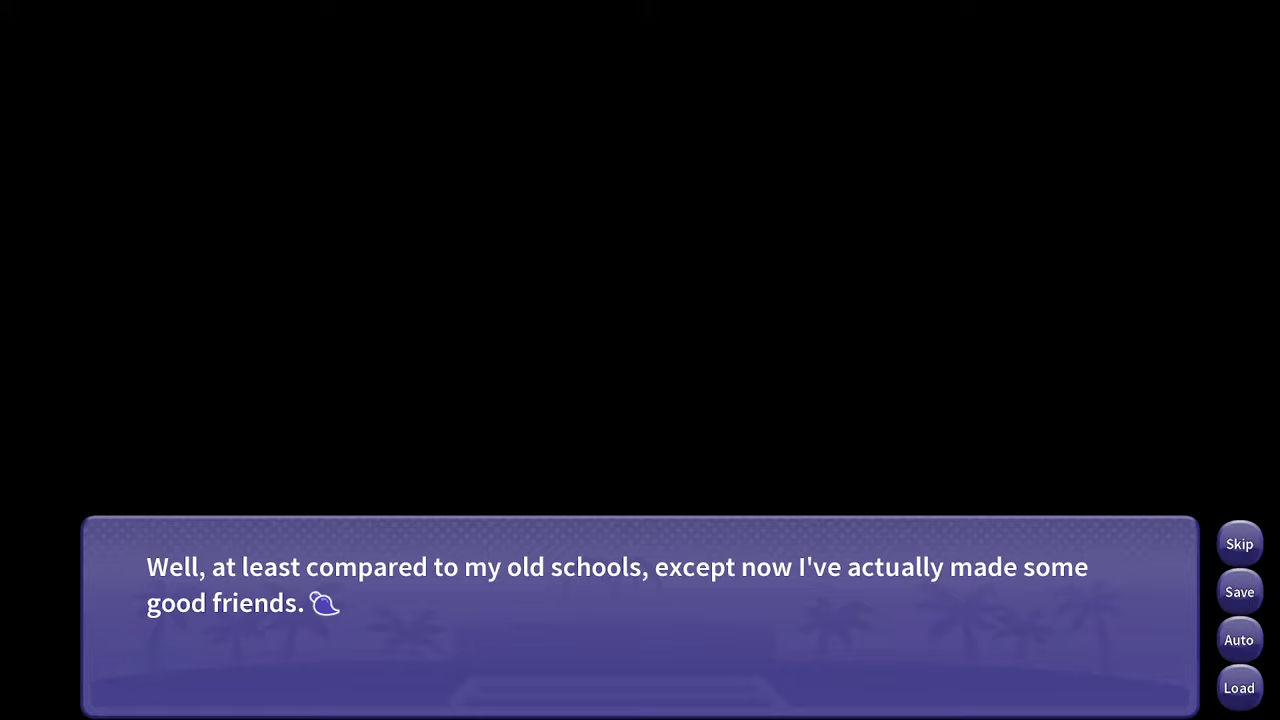 Well, at least compared to my old schools, except now I've actually made some
good friends.
Skip
Save
Auto
Load